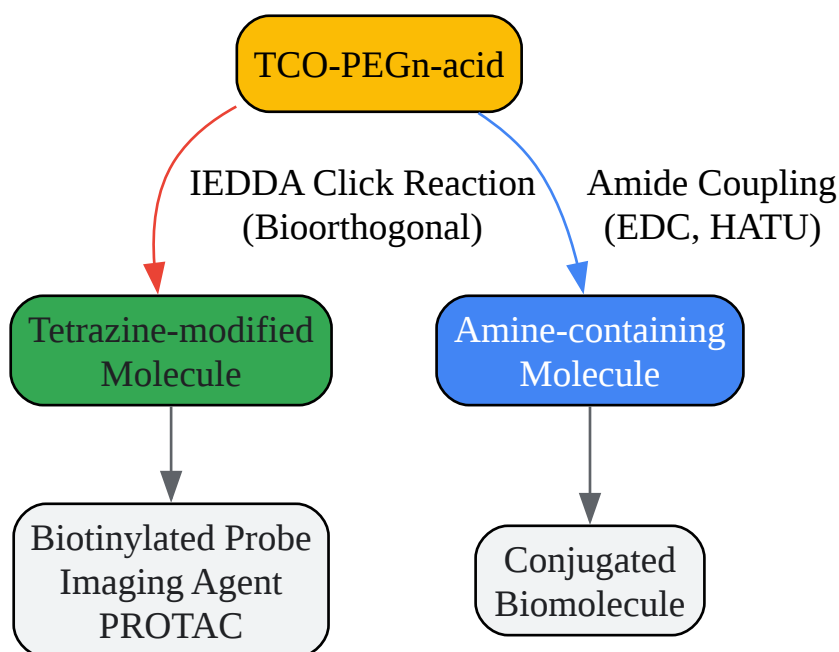 TCO-PEGn-acid
IEDDA Click Reaction
(Bioorthogonal)
Amide Coupling
(EDC, HATU)
Tetrazine-modified
Molecule
Amine-containing
Molecule
Biotinylated Probe
Imaging Agent
PROTAC
Conjugated
Biomolecule